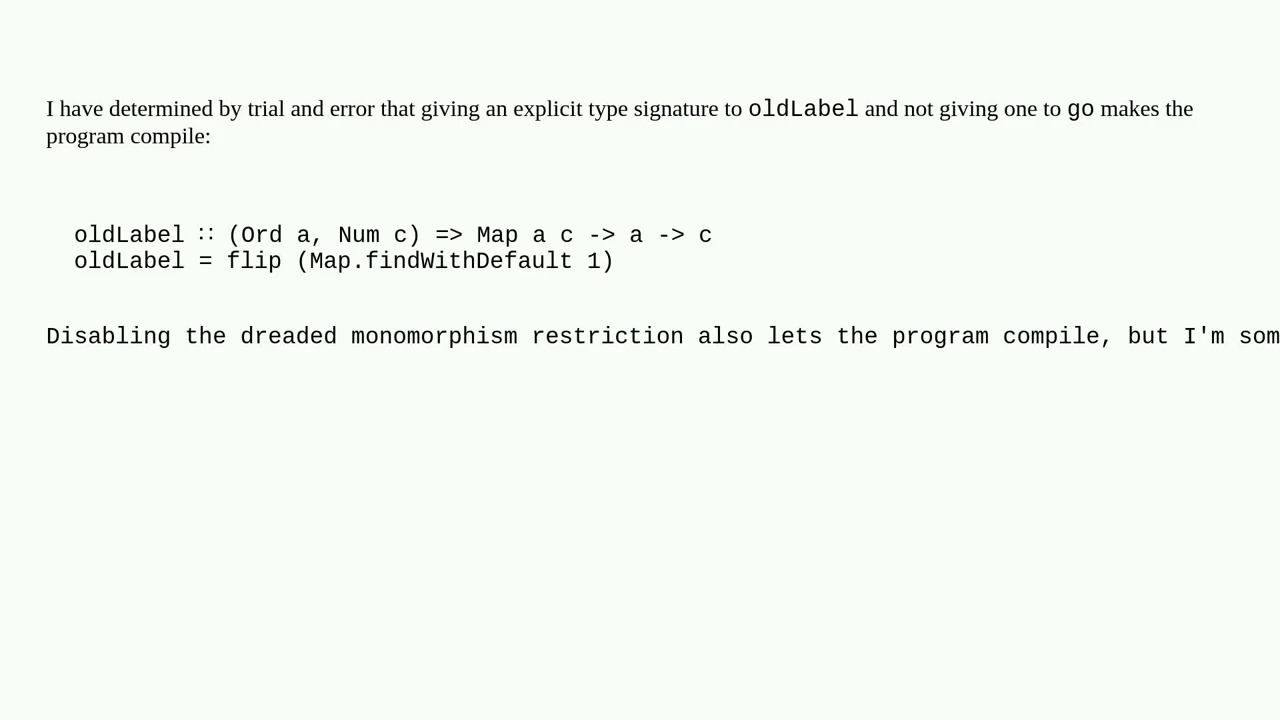 I have determined by trial and error that giving an explicit type signature to oldLabel and not giving one to go makes the
program compile:
oldLabel :: (Ord a, Num c) => Map a c -> a -> c
oldLabel = flip (Map.findWithDefault 1)
Disabling the dreaded monomorphism restriction also lets the program compile, but I'm som